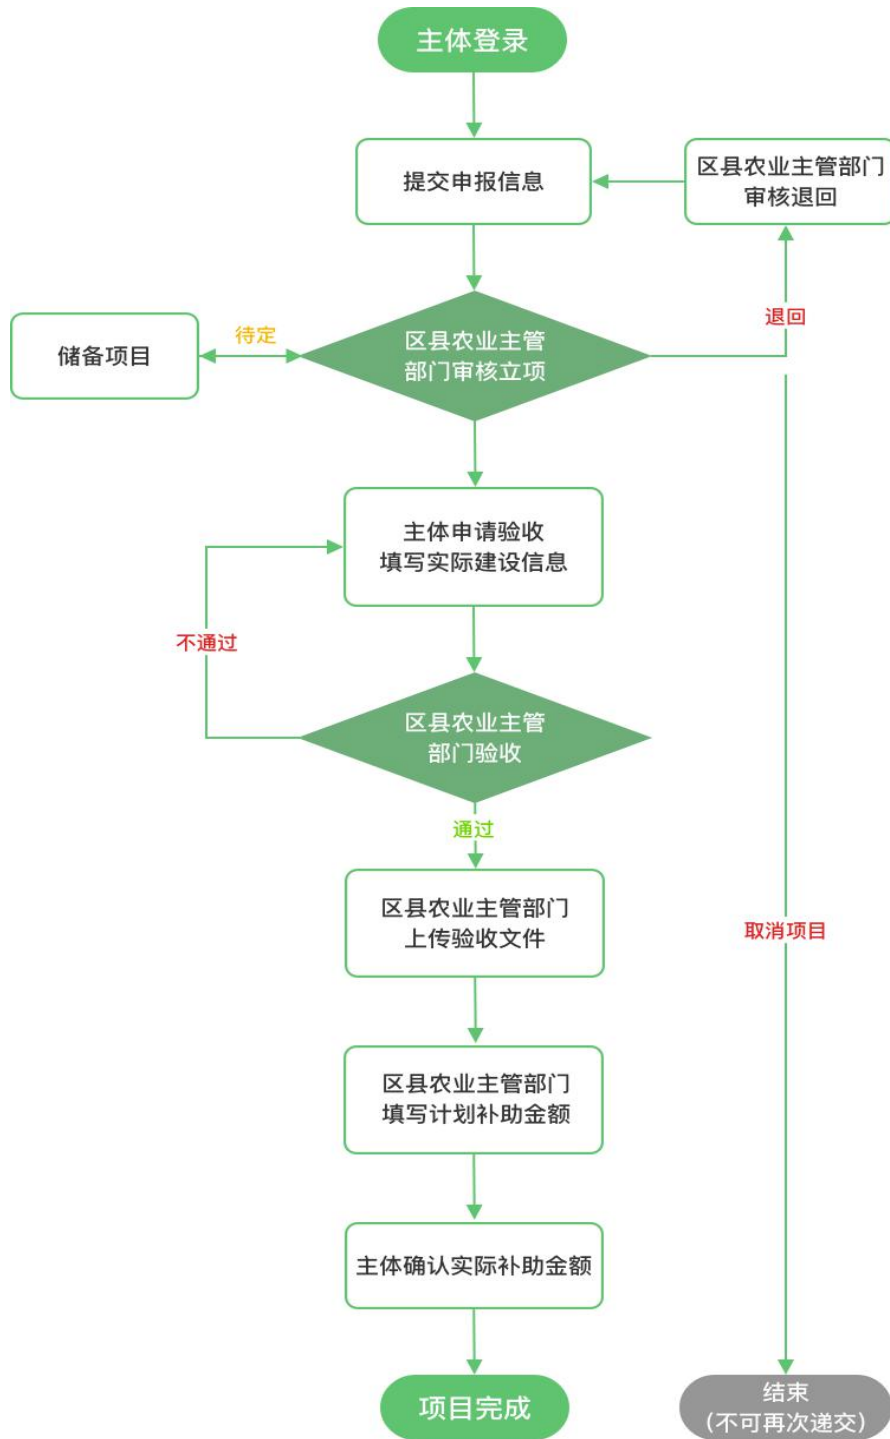 主体登录
提交申报信息
区县农业主管部门
审核退回
退回
待定
储备项目
区县农业主管
部门审核立项
主体申请验收
填写实际建设信息
不通过
区县农业主管
部门验收
通过
区县农业主管部门
上传验收文件
取消项目
区县农业主管部门
填写计划补助金额
主体确认实际补助金额
项目完成
结束
（不可再次递交）